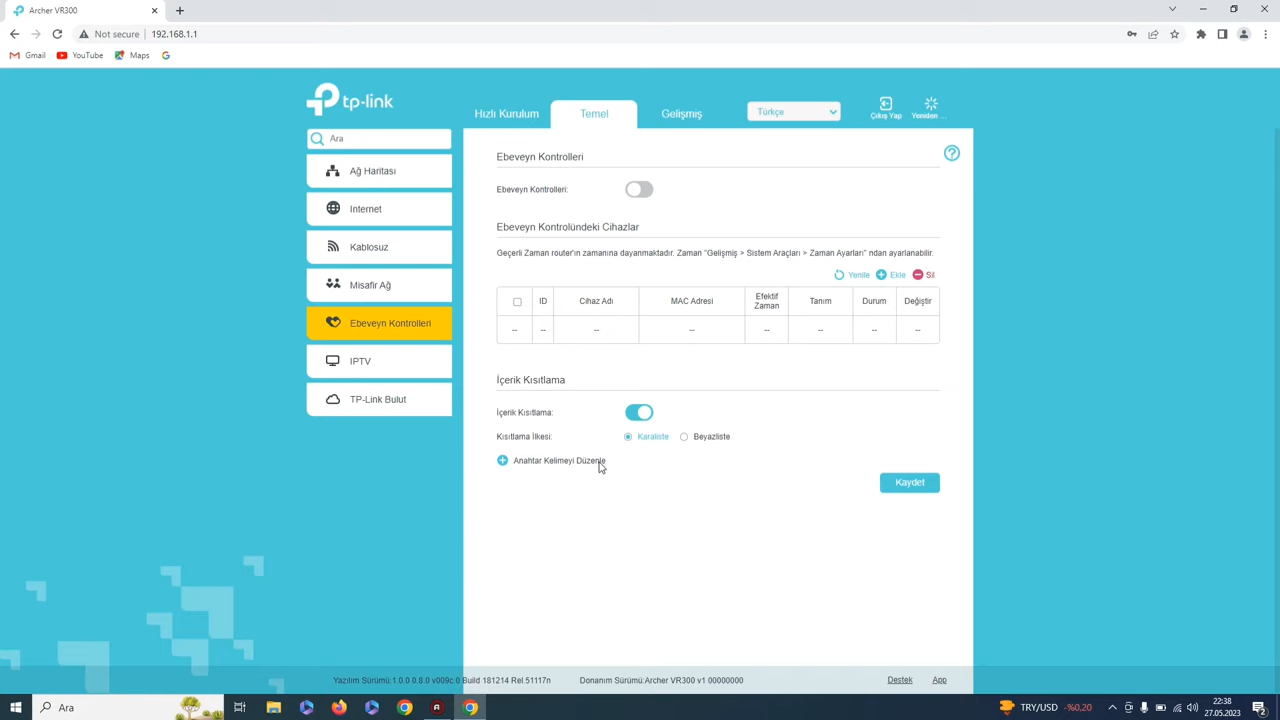 Archer VR300
Not secure 192.168.1.1
Gmail YouTube Maps
tp-link
Hızlı Kurulum Temel Gelişmiş Türkçe Çıkış Yap Yeniden ...
Ara
Ağ Haritası
Internet
Kablosuz
Misafir Ağ
Ebeveyn Kontrolleri
IPTV
TP-Link Bulut
Ebeveyn Kontrolleri
Ebeveyn Kontrolleri:
Ebeveyn Kontrolündeki Cihazlar
Geçerli Zaman router'ın zamanına dayanmaktadır. Zaman "Gelişmiş > Sistem Araçları > Zaman Ayarları" ndan ayarlanabilir.
Yenile Ekle Sil
ID Cihaz Adı MAC Adresi Efektif Zaman Tanım Durum Değiştir
-- -- -- -- -- -- -- --
İçerik Kısıtlama
İçerik Kısıtlama:
Kısıtlama İlkesi: Karaliste Beyazliste
Anahtar Kelimeyi Düzenle
Kaydet
Yazılım Sürümü:1.0.0 0.8.0 v009c.0 Build 181214 Rel.51117n Donanım Sürümü:Archer VR300 v1 00000000 Destek App
Ara
TRY/USD -%0,20
22:38
27.05.2023
2